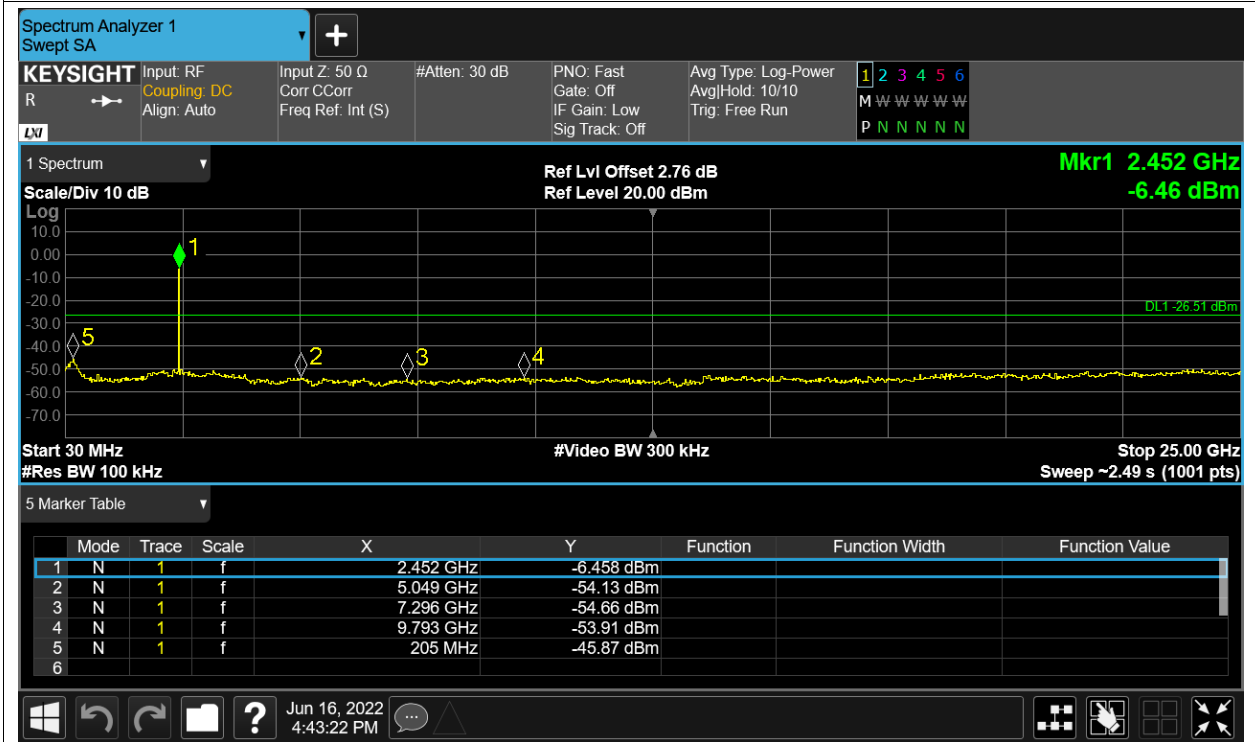 Spectrum Analyzer 1
Swept SA
+
KEYSIGHT Input: RF Input Z: 50 Ω #Atten: 30 dB PNO: Fast Avg Type: Log-Power 1 2 3 4 5 6
R Coupling: DC Corr CCorr Gate: Off Avg|Hold: 10/10 M W W W W W
Align: Auto Freq Ref: Int (S) IF Gain: Low Trig: Free Run
LXI Sig Track: Off P N N N N N
1 Spectrum Ref Lvl Offset 2.76 dB Mkr1 2.452 GHz
Scale/Div 10 dB Ref Level 20.00 dBm -6.46 dBm
Log
10.0
1
0.00
-10.0
-20.0
DL1 -26.51 dBm
-30.0
5
-40.0
2 3 4
-50.0
-60.0
-70.0
Start 30 MHz #Video BW 300 kHz Stop 25.00 GHz
#Res BW 100 kHz Sweep ~2.49 s (1001 pts)
5 Marker Table
Mode Trace Scale X Y Function Function Width Function Value
1 N 1 f 2.452 GHz -6.458 dBm
2 N 1 f 5.049 GHz -54.13 dBm
3 N 1 f 7.296 GHz -54.66 dBm
4 N 1 f 9.793 GHz -53.91 dBm
5 N 1 f 205 MHz -45.87 dBm
6
? Jun 16, 2022
4:43:22 PM